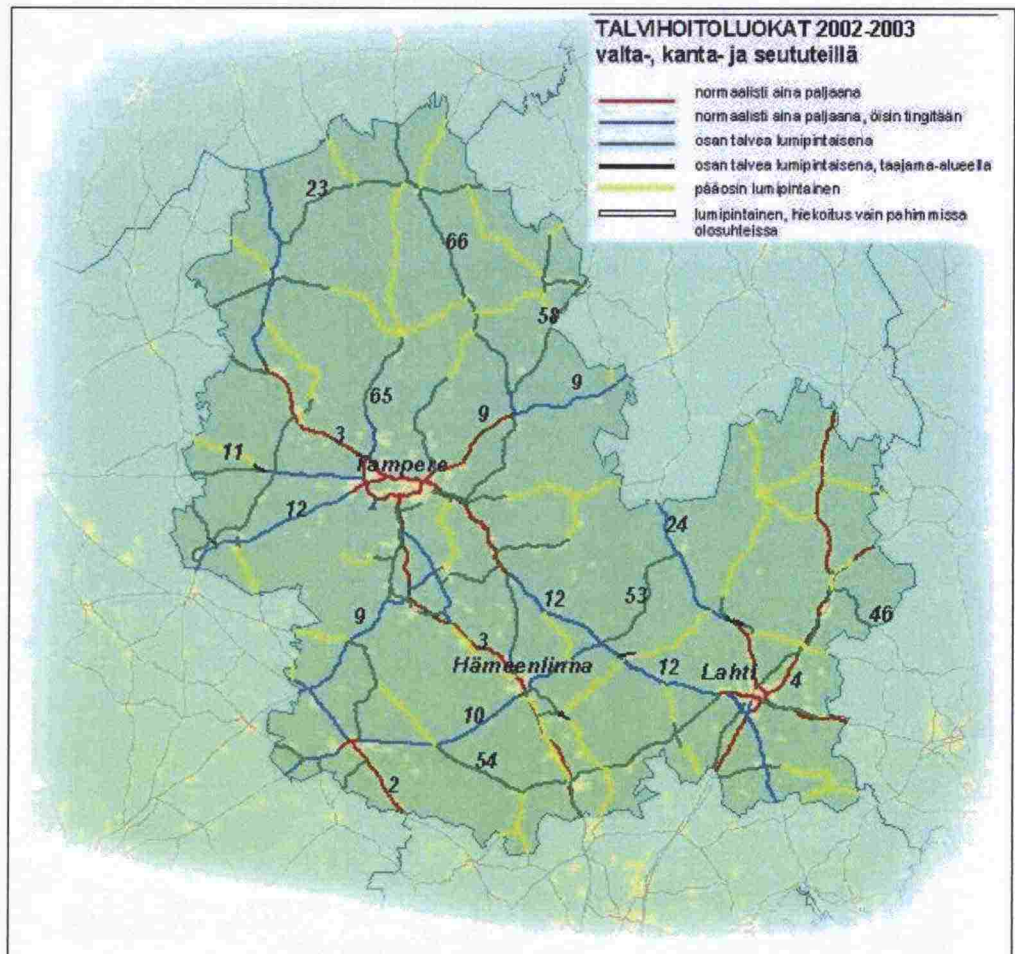 TALVIHOITOLUOKAT 2002-2003
valta-, kanta- ja seututeillä
normaalisti aina paljaana
normaalisti aina paljaana, öisin tingitään
osan talvea lumipintaisena
osan talvea lumipintaisena, taajama-alueella
pääosin lumipintainen
lumipintainen, hiekoitus vain pahimmissa
olosuhteissa
23
66
58
65
9
9
3
11
Tampere
12
24
53
12
46
9
3
Hämeenlinna
12
Lahti
4
10
54
2